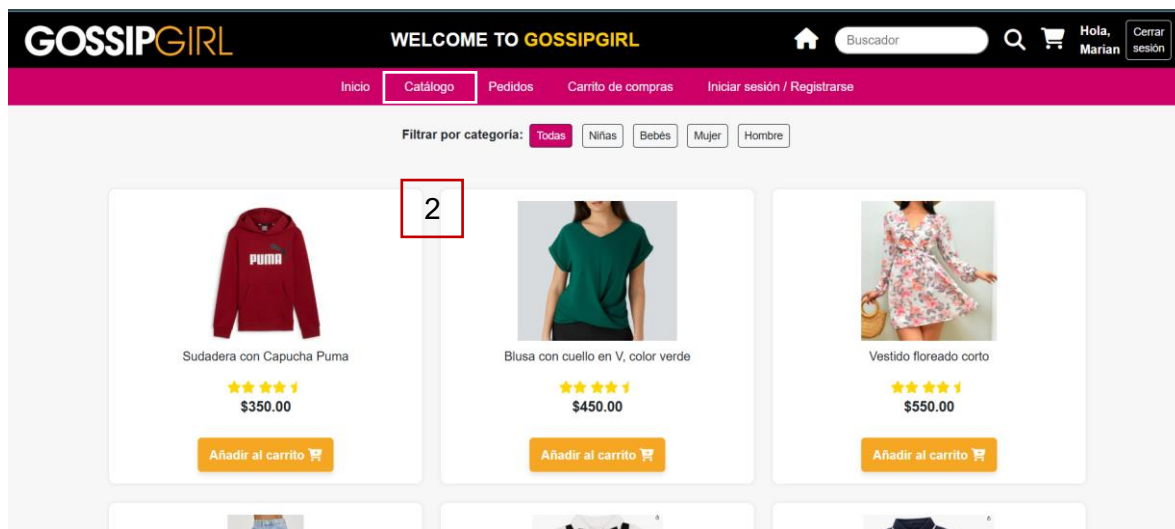 GOSSIPGIRL
WELCOME TO GOSSIPGIRL
Buscador
Hola,
Marian
Cerrar
sesión
Inicio
Catálogo
Pedidos
Carrito de compras
Iniciar sesión / Registrarse
Filtrar por categoría:
Todas
Niñas
Bebés
Mujer
Hombre
2
PUMA
Sudadera con Capucha Puma
$350.00
Añadir al carrito
Blusa con cuello en V, color verde
$450.00
Añadir al carrito
Vestido floreado corto
$550.00
Añadir al carrito
6
6